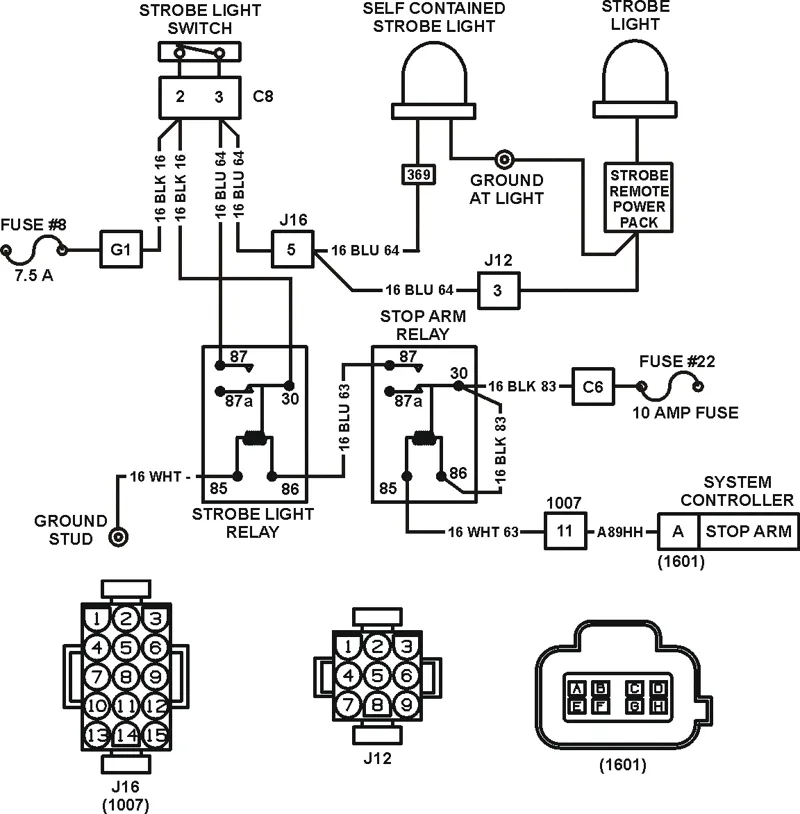 STROBE LIGHT
SWITCH
SELF CONTAINED
STROBE LIGHT
STROBE
LIGHT
2 3
C8
16 BLK 16
16 BLK 16
16 BLU 64
16 BLU 64
369
GROUND
AT LIGHT
STROBE
REMOTE
POWER
PACK
FUSE #8
7.5 A
G1
J16
5
16 BLU 64
J12
16 BLU 64
3
STOP ARM
RELAY
87
87a
30
85
86
STROBE LIGHT
RELAY
16 BLU 63
87
87a
30
85
86
16 BLK 83
16 BLK 83
C6
FUSE #22
10 AMP FUSE
16 WHT -
GROUND
STUD
16 WHT 63
1007
11
A89HH
SYSTEM
CONTROLLER
A
STOP ARM
(1601)
1 2 3
4 5 6
7 8 9
10 11 12
13 14 15
J16
(1007)
1 2 3
4 5 6
7 8 9
J12
A B C D
E F G H
(1601)